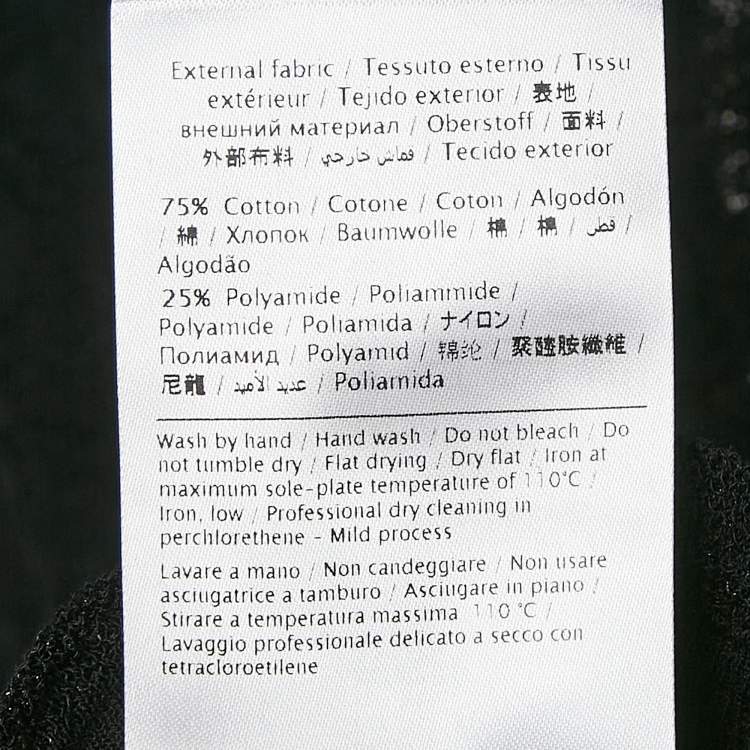 External fabric / Tessuto esterno / Tissu
extérieur / Tejido exterior / 表地 /
внешний материал / Oberstoff / 面料 /
外部布料 / قماش خارجي / Tecido exterior
75% Cotton / Cotone / Coton / Algodón
/ 綿 / Хлопок / Baumwolle / 棉 / 棉 / قطن /
Algodão
25% Polyamide / Poliammide /
Polyamide / Poliamida / ナイロン /
Полиамид / Polyamid / 锦纶 / 聚醯胺纖維 /
尼龍 / عديد الأميد / Poliamida
Wash by hand / Hand wash / Do not bleach / Do
not tumble dry / Flat drying / Dry flat / Iron at
maximum sole-plate temperature of 110°C /
Iron, low / Professional dry cleaning in
perchlorethene - Mild process
Lavare a mano / Non candeggiare / Non usare
asciugatrice a tamburo / Asciugare in piano /
Stirare a temperatura massima 110 °C /
Lavaggio professionale delicato a secco con
tetracloroetilene